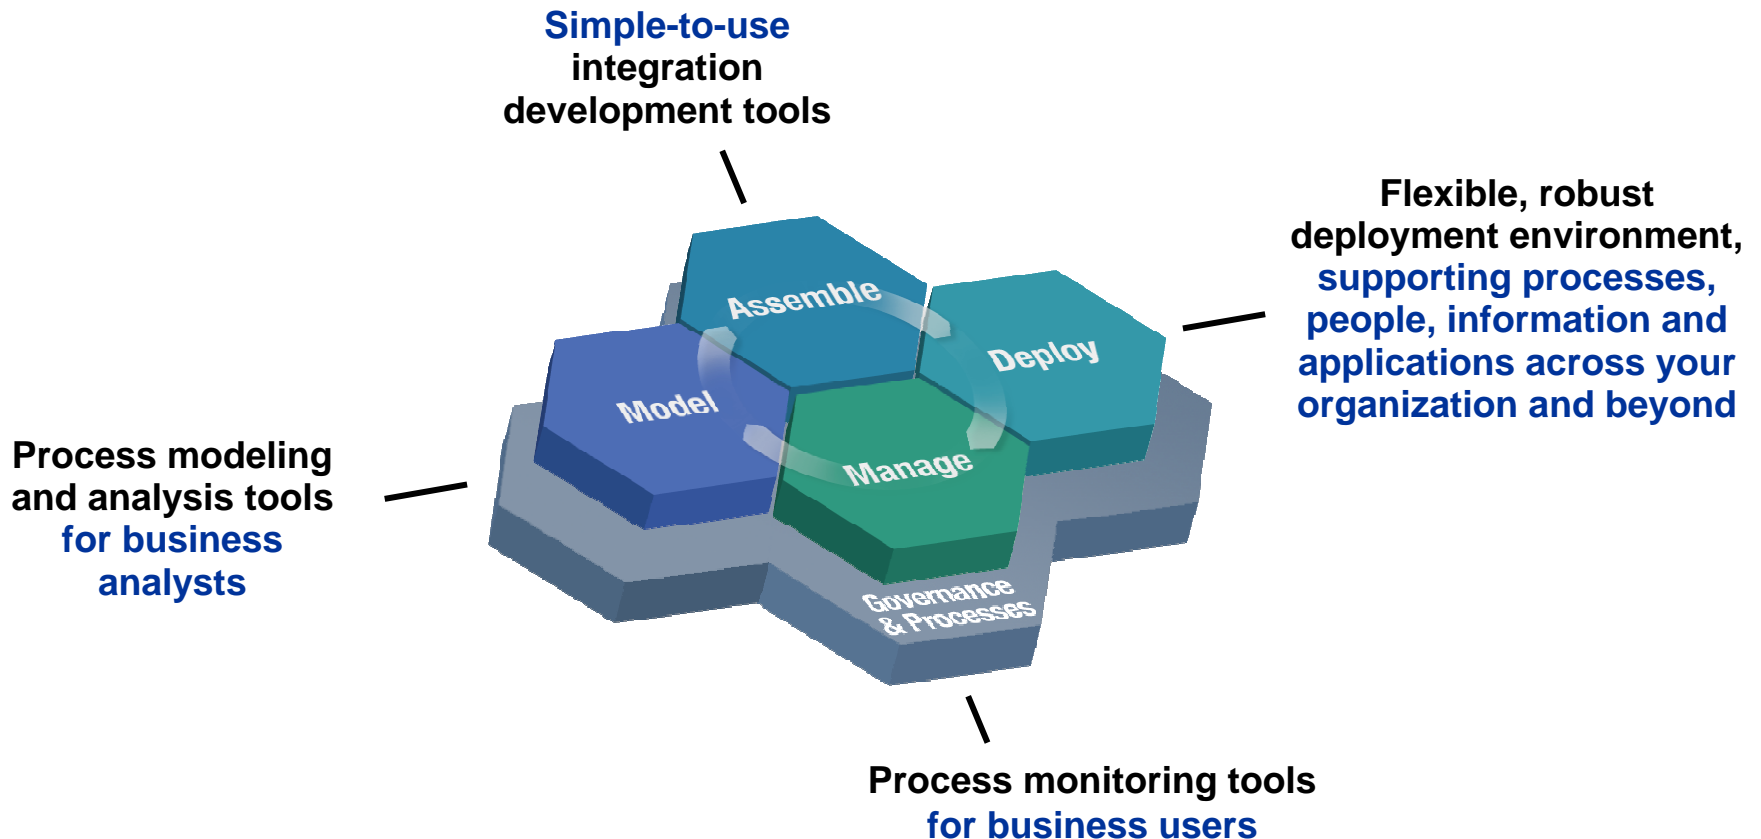 Simple-to-use
integration
development tools
Flexible, robust
deployment environment,
supporting processes,
people, information and
applications across your
organization and beyond
Assemble
Deploy
Model
Manage
Process modeling
and analysis tools
for business
analysts
Governance
& Processes
Process monitoring tools
for business users